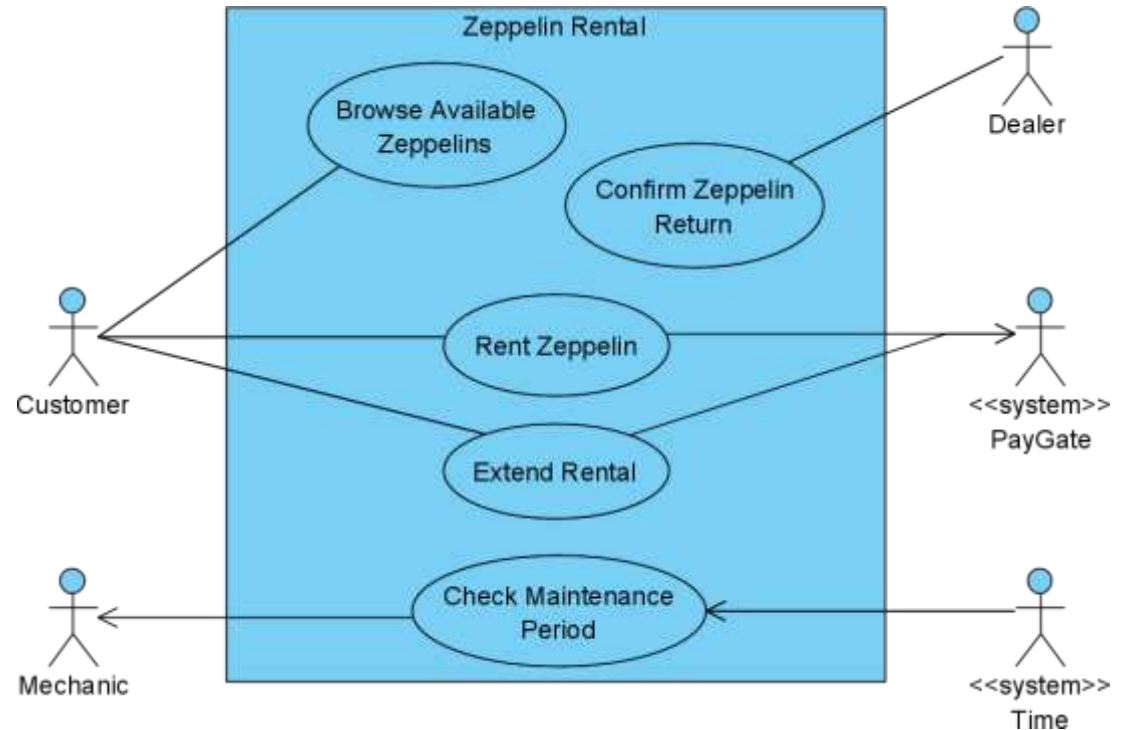 Zeppelin Rental
Browse Available
Zeppelins
Dealer
Confirm Zeppelin
Return
Rent Zeppelin
Customer
<<system>>
PayGate
Extend Rental
Check Maintenance
Period
Mechanic
<<system>>
Time